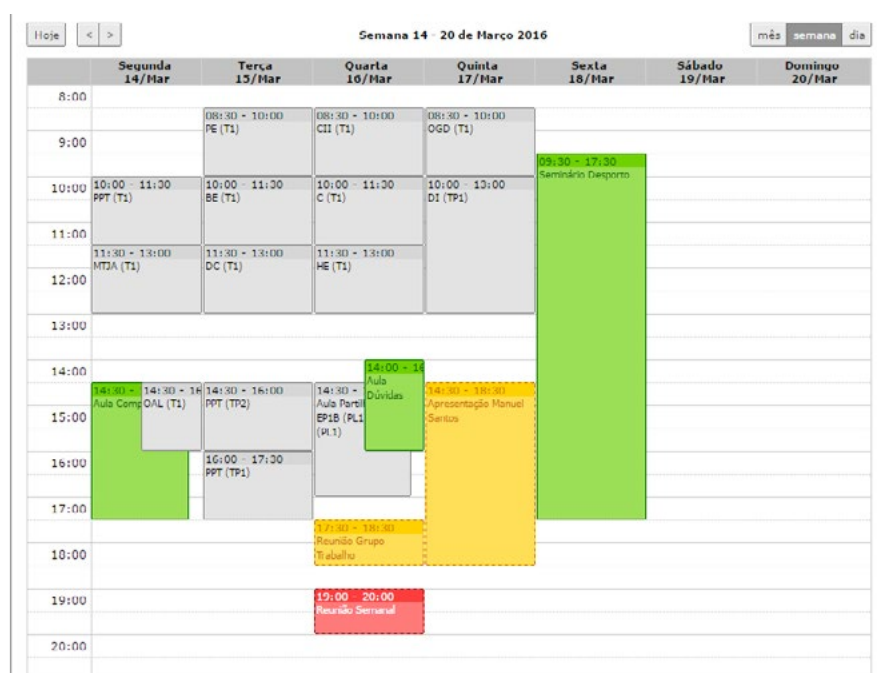 Hoje < > Semana 14 - 20 de Março 2016 mês semana dia
Segunda Terça Quarta Quinta Sexta Sábado Domingo
14/Mar 15/Mar 16/Mar 17/Mar 18/Mar 19/Mar 20/Mar
8:00
08:30 - 10:00 08:30 - 10:00 08:30 - 10:00
PE (T1) CII (T1) OGD (T1)
9:00
09:30 - 17:30
Seminário Desporto
10:00 10:00 - 11:30 10:00 - 11:30 10:00 - 11:30 10:00 - 13:00
PPT (T1) BE (T1) C (T1) DI (TP1)
11:00
11:30 - 13:00 11:30 - 13:00 11:30 - 13:00
MTJA (T1) DC (T1) HE (T1)
12:00
13:00
14:00 14:00 - 16
Aula
Dúvidas
14:30 - 14:30 - 16 14:30 - 16:00 14:30 - 14:30 - 18:30
Aula Comp OAL (T1) PPT (TP2) Aula Partil Apresentação Manuel
15:00 EP1B (PL1 Santos
(PL1)
16:00 16:00 - 17:30
PPT (TP1)
17:00
17:30 - 18:30
Reunião Grupo
18:00 Trabalho
19:00 19:00 - 20:00
Reunião Semanal
20:00